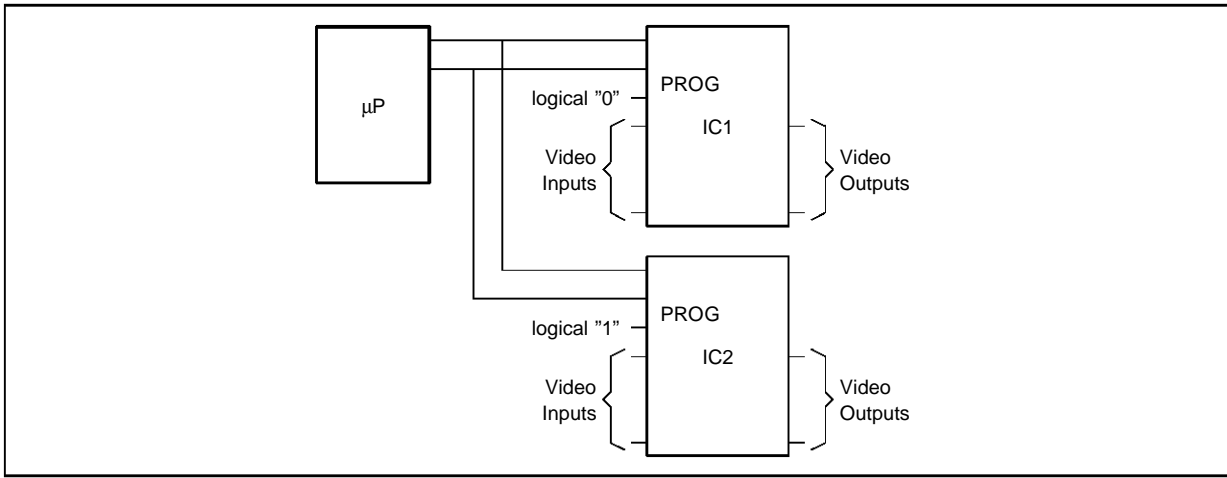 μP
PROG
logical ”0”
IC1
Video
Inputs
Video
Outputs
PROG
logical ”1”
IC2
Video
Inputs
Video
Outputs